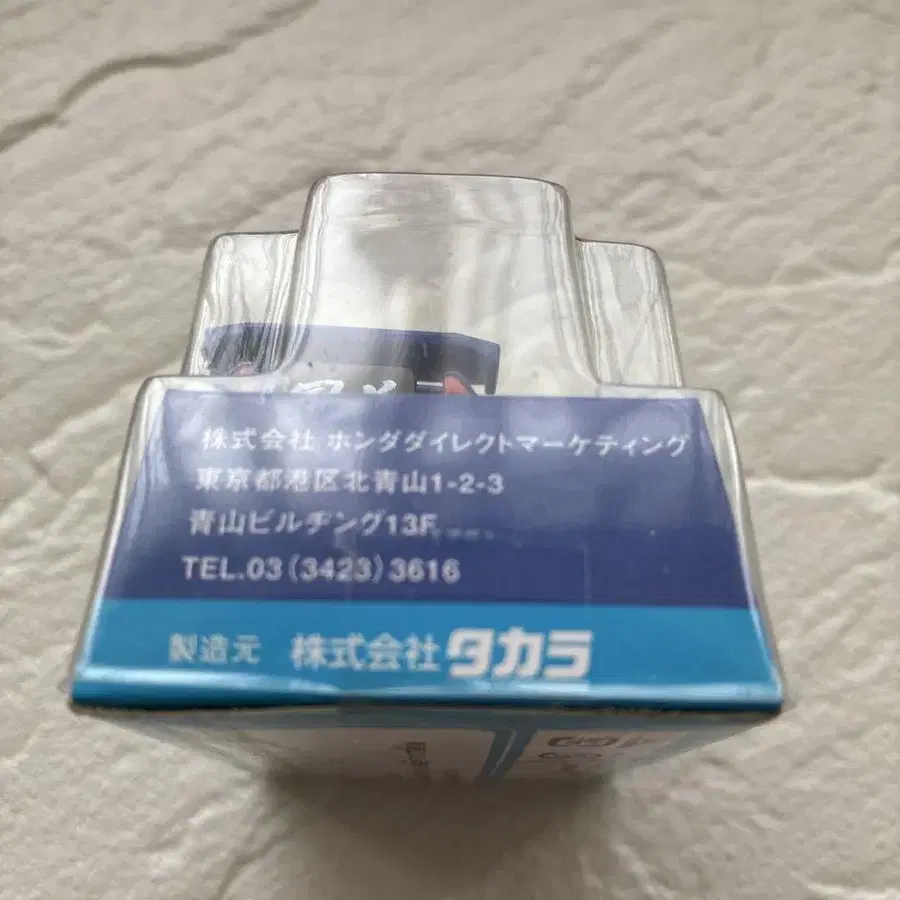 株式会社 ホンダダイレクトマーケティング
東京都港区北青山1-2-3
青山ビルヂング13F
TEL.03(3423)3616
製造元 株式会社タカラ